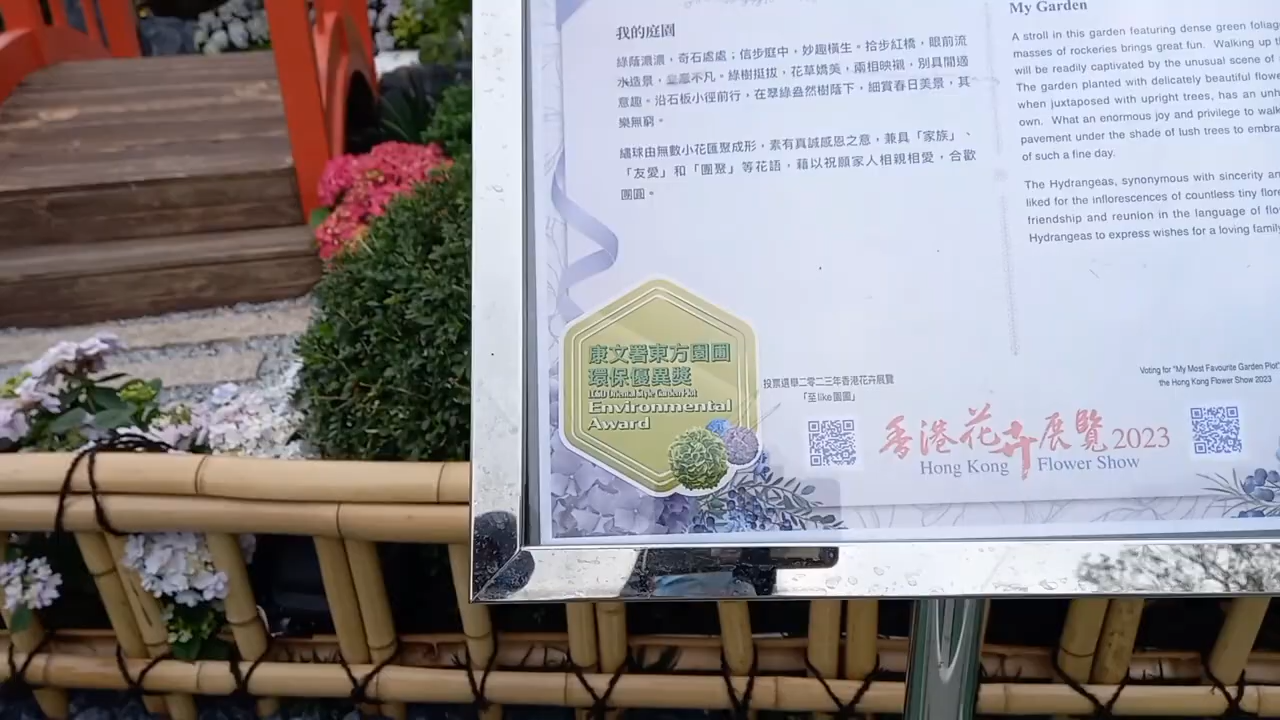 我的庭園
綠蔭濃濃，奇石處處；信步庭中，妙趣橫生。拾步紅橋，眼前流
水造景，不凡。綠樹挺拔，花草嬌美，兩相映襯，別具閒適
意趣。沿石板小徑前行，在翠綠盎然樹蔭下，細賞春日美景，其
樂無窮。
繡球由無數小花匯聚成形，素有真誠感恩之意，兼具「家族」、
「友愛」和「團聚」等花語，藉以祝願家人相親相愛，合歡
團圓。
My Garden
A stroll in this garden featuring dense green
masses of rockeries brings great fun. Walking up
will be readily captivated by the unusual scene of
The garden planted with delicately beautiful
when juxtaposed with upright trees, has an
own. What an enormous joy and privilege to
pavement under the shade of lush trees to
of such a fine day.
The Hydrangeas, synonymous with sincerity
liked for the inflorescences of countless tiny
friendship and reunion in the language of
Hydrangeas to express wishes for a loving family
康文署東方園圃
環保優異獎
LCSD Oriental Style Garden Plot
Environmental
Award
投票選舉二零二三年香港花卉展覽
「至like園圃」
香港花卉展覽2023
Hong Kong Flower Show
Voting for "My Most Favourite Garden Plot"
the Hong Kong Flower Show 2023